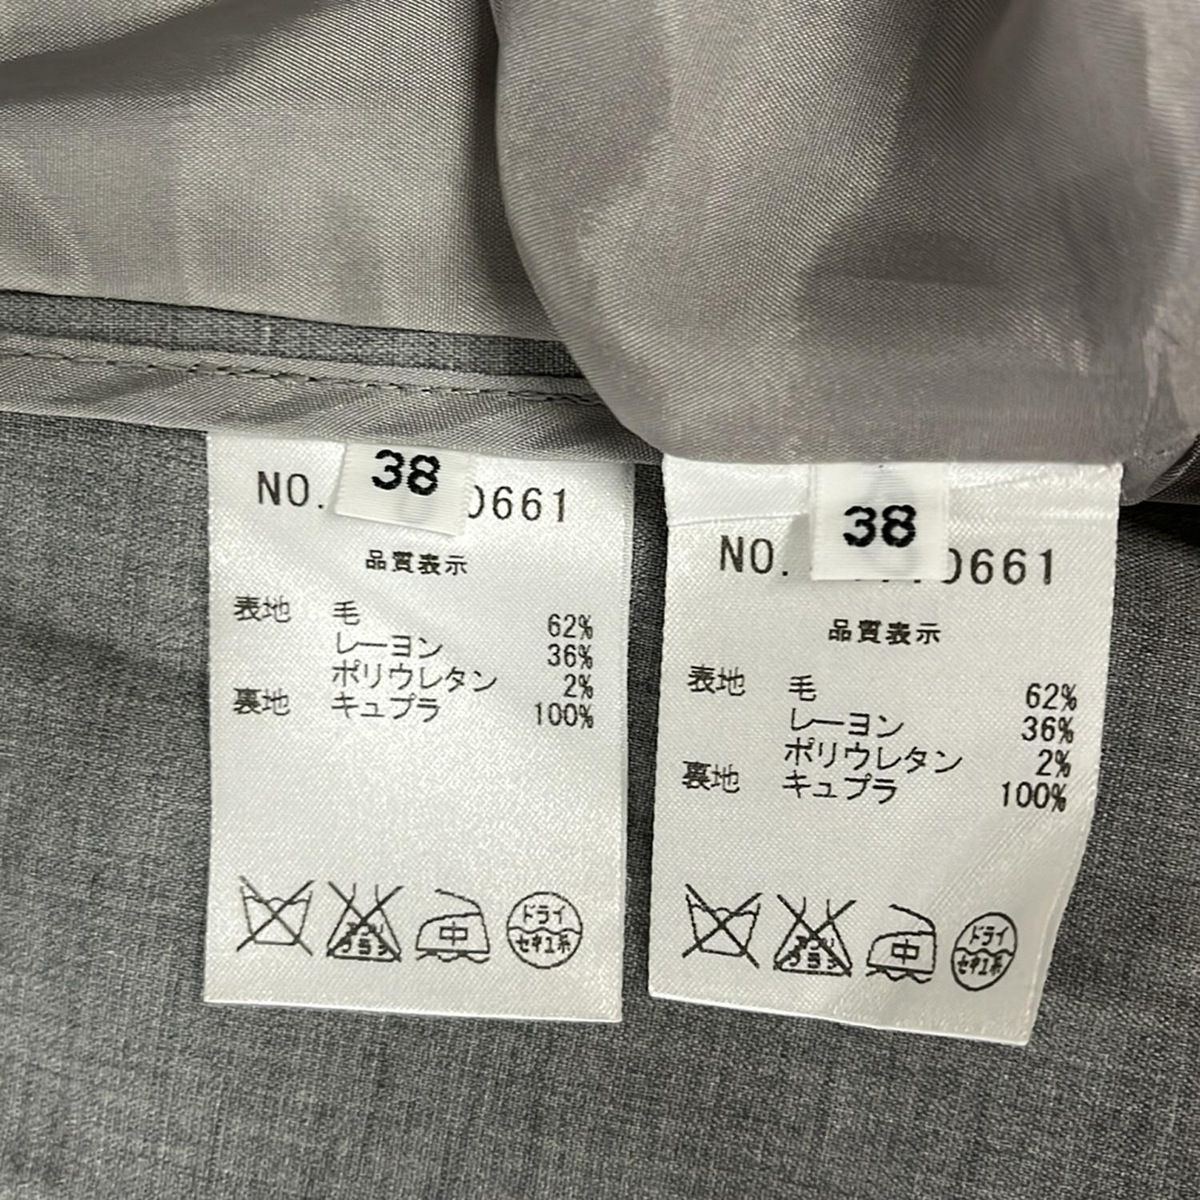 38
NO. 0661
品質表示
表地 毛 62%
レーヨン 36%
ポリウレタン 2%
裏地 キュプラ 100%
中
ドライ
セキユ系
38
NO. 0661
品質表示
表地 毛 62%
レーヨン 36%
ポリウレタン 2%
裏地 キュプラ 100%
中
ドライ
セキユ系